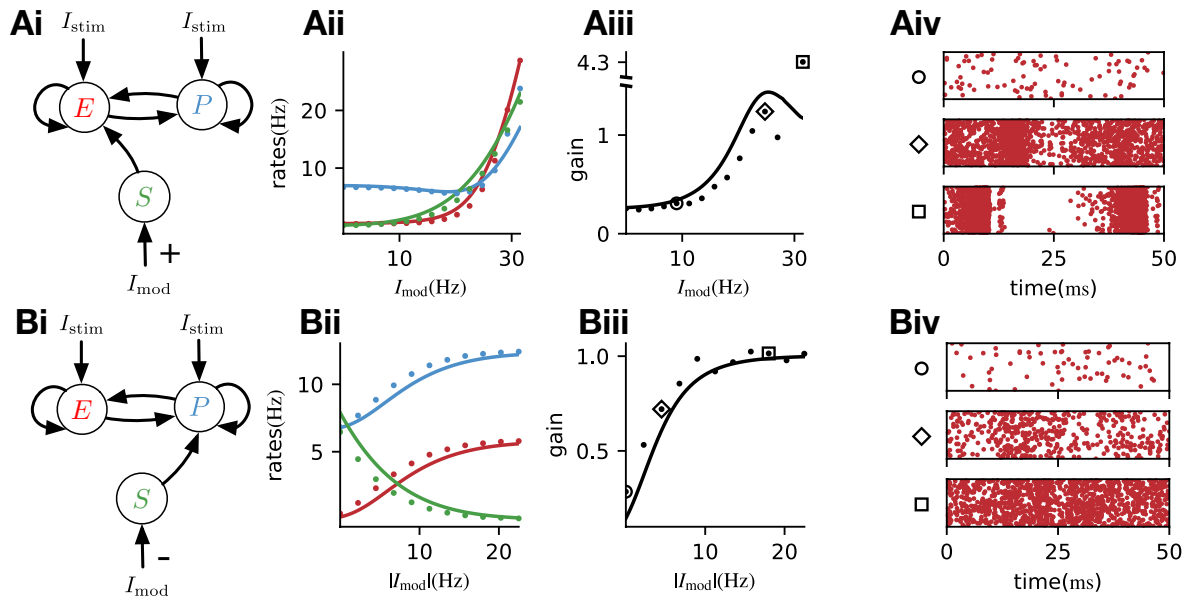 Ai
Aii
Aiii
Aiv
I_stim
I_stim
E
P
S
+
I_mod
rates(Hz)
20
10
10
20
30
I_mod(Hz)
gain
4.3
1
0
0
10
20
30
I_mod(Hz)
0
25
50
time(ms)
Bi
Bii
Biii
Biv
I_stim
I_stim
E
P
S
-
I_mod
rates(Hz)
10
5
10
20
|I_mod|(Hz)
gain
1.0
0.5
10
20
|I_mod|(Hz)
0
25
50
time(ms)